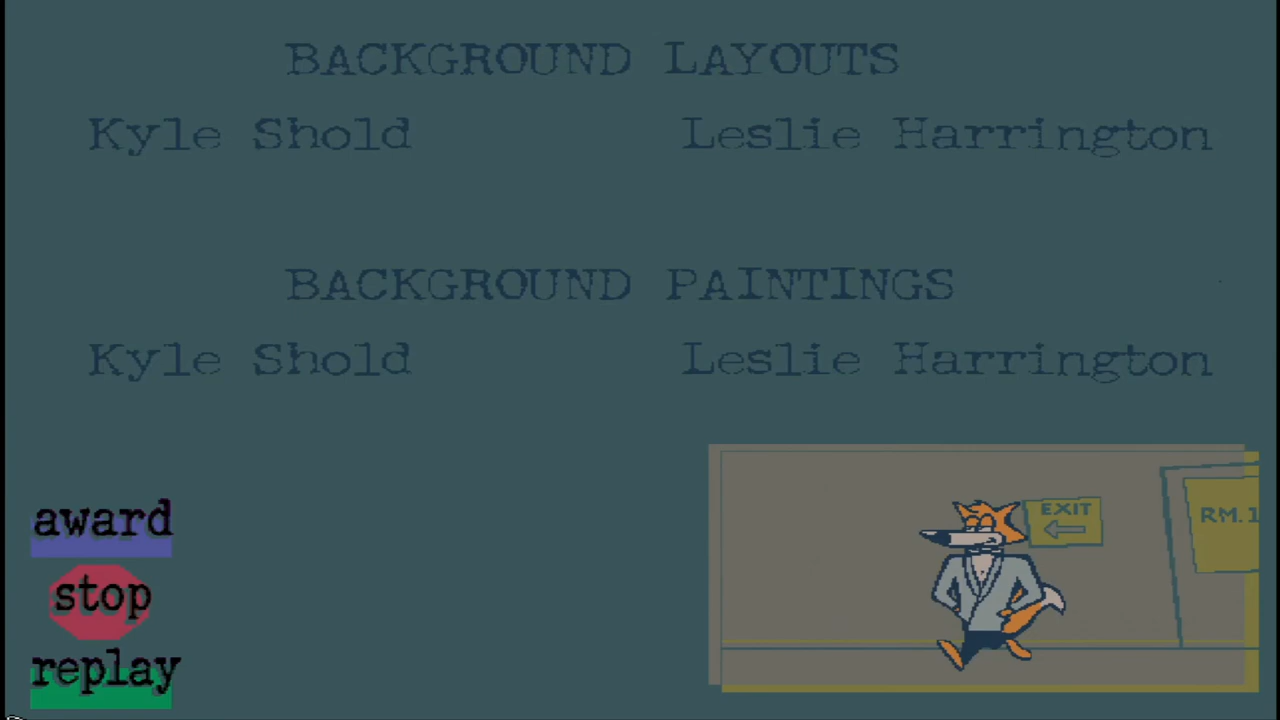 BACKGROUND LAYOUTS
Kyle Shold Leslie Harrington
BACKGROUND PAINTINGS
Kyle Shold Leslie Harrington
award
stop
replay
EXIT
RM.1